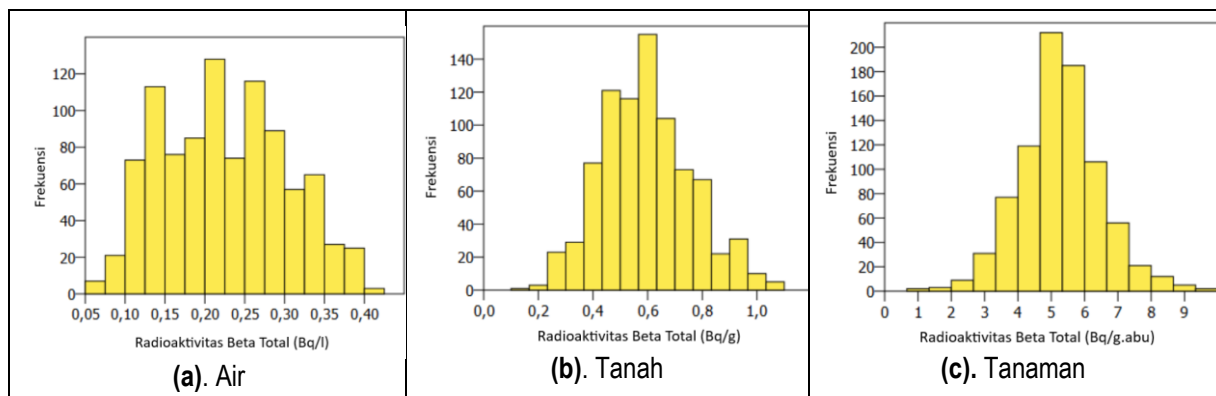 120
100
80
60
40
20
0
Frekuensi
0,05 0,10 0,15 0,20 0,25 0,30 0,35 0,40
Radioaktivitas Beta Total (Bq/l)
(a). Air
140
120
100
80
60
40
20
0
Frekuensi
0,0 0,2 0,4 0,6 0,8 1,0
Radioaktivitas Beta Total (Bq/g)
(b). Tanah
200
180
160
140
120
100
80
60
40
20
0
Frekuensi
0 1 2 3 4 5 6 7 8 9
Radioaktivitas Beta Total (Bq/g.abu)
(c). Tanaman